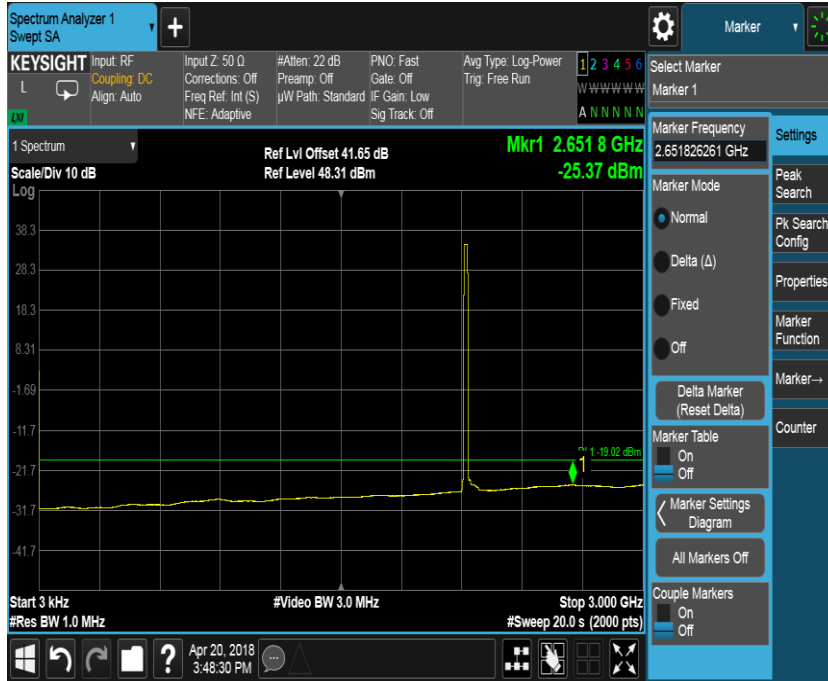 Spectrum Analyzer 1
Swept SA
+
Marker
KEYSIGHT
L
LXI
Input: RF
Coupling: DC
Align: Auto
Input Z: 50 Ω
Corrections: Off
Freq Ref: Int (S)
NFE: Adaptive
#Atten: 22 dB
Preamp: Off
µW Path: Standard
PNO: Fast
Gate: Off
IF Gain: Low
Sig Track: Off
Avg Type: Log-Power
Trig: Free Run
1 2 3 4 5 6
W W W W W W
A N N N N N
Select Marker
Marker 1
1 Spectrum
Scale/Div 10 dB
Log
Ref Lvl Offset 41.65 dB
Ref Level 48.31 dBm
Mkr1 2.651 8 GHz
-25.37 dBm
38.3
28.3
18.3
8.31
-1.69
-11.7
-21.7
-31.7
-41.7
1 -19.02 dBm
1
Start 3 kHz
#Res BW 1.0 MHz
#Video BW 3.0 MHz
Stop 3.000 GHz
#Sweep 20.0 s (2000 pts)
Marker Frequency
2.651826261 GHz
Marker Mode
Normal
Delta (Δ)
Fixed
Off
Delta Marker
(Reset Delta)
Marker Table
On
Off
Marker Settings
Diagram
All Markers Off
Couple Markers
On
Off
Settings
Peak
Search
Pk Search
Config
Properties
Marker
Function
Marker→
Counter
?
Apr 20, 2018
3:48:30 PM